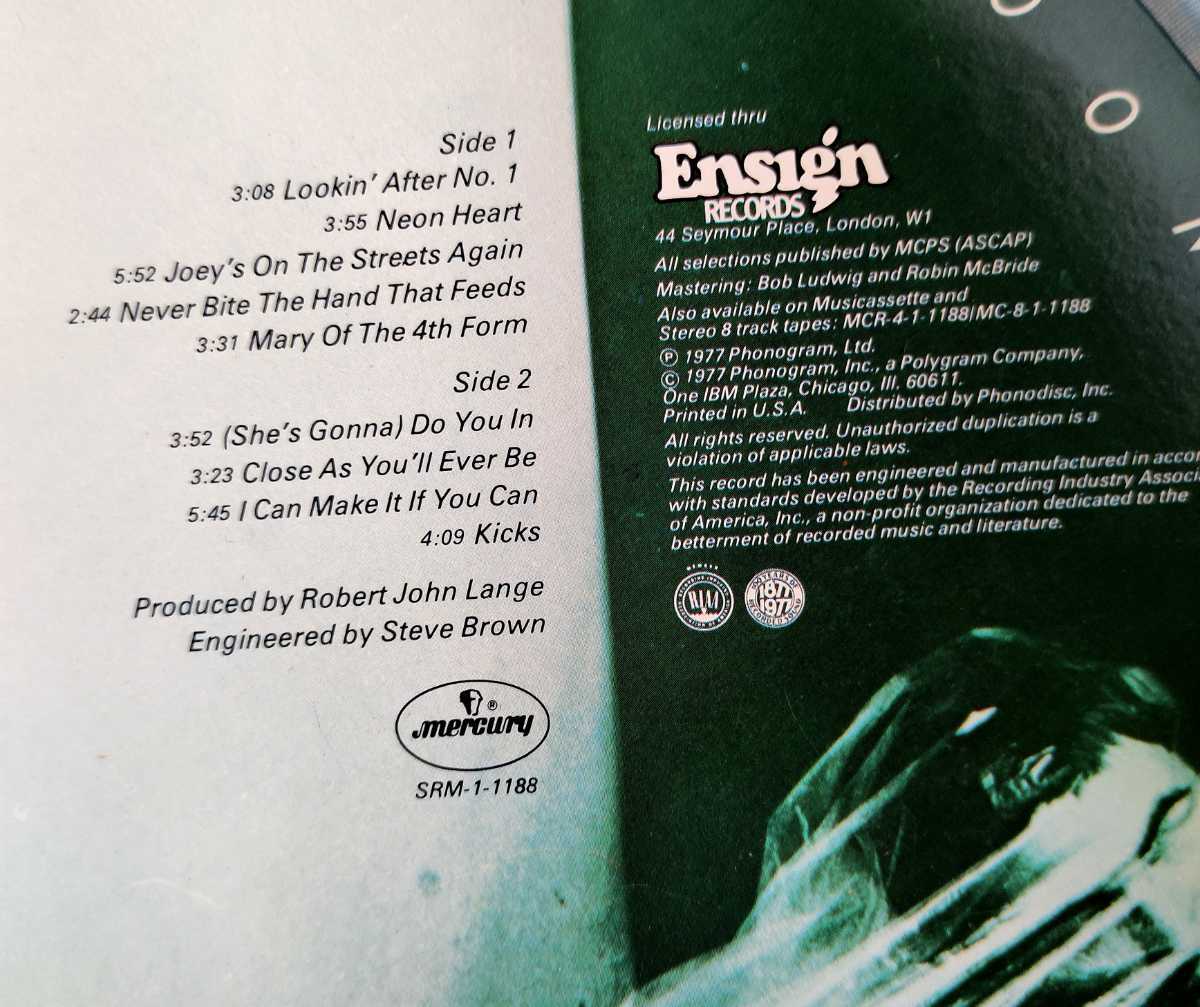 Side 1
3:08 Lookin' After No. 1
3:55 Neon Heart
5:52 Joey's On The Streets Again
2:44 Never Bite The Hand That Feeds
3:31 Mary Of The 4th Form
Side 2
3:52 (She's Gonna) Do You In
3:23 Close As You'll Ever Be
5:45 I Can Make It If You Can
4:09 Kicks
Produced by Robert John Lange
Engineered by Steve Brown
mercury ®
SRM-1-1188
Licensed thru
Ensign
RECORDS
44 Seymour Place, London, W1
All selections published by MCPS (ASCAP)
Mastering: Bob Ludwig and Robin McBride
Also available on Musicassette and
Stereo 8 track tapes: MCR-4-1-1188/MC-8-1-1188
℗ 1977 Phonogram, Ltd.
© 1977 Phonogram, Inc., a Polygram Company,
One IBM Plaza, Chicago, Ill. 60611.
Printed in U.S.A. Distributed by Phonodisc, Inc.
All rights reserved. Unauthorized duplication is a
violation of applicable laws.
This record has been engineered and manufactured in accor
with standards developed by the Recording Industry Associ
of America, Inc., a non-profit organization dedicated to the
betterment of recorded music and literature.
MEMBER
RIAA
100 YEARS OF
1877
1977
RECORDED SOUND
O
O